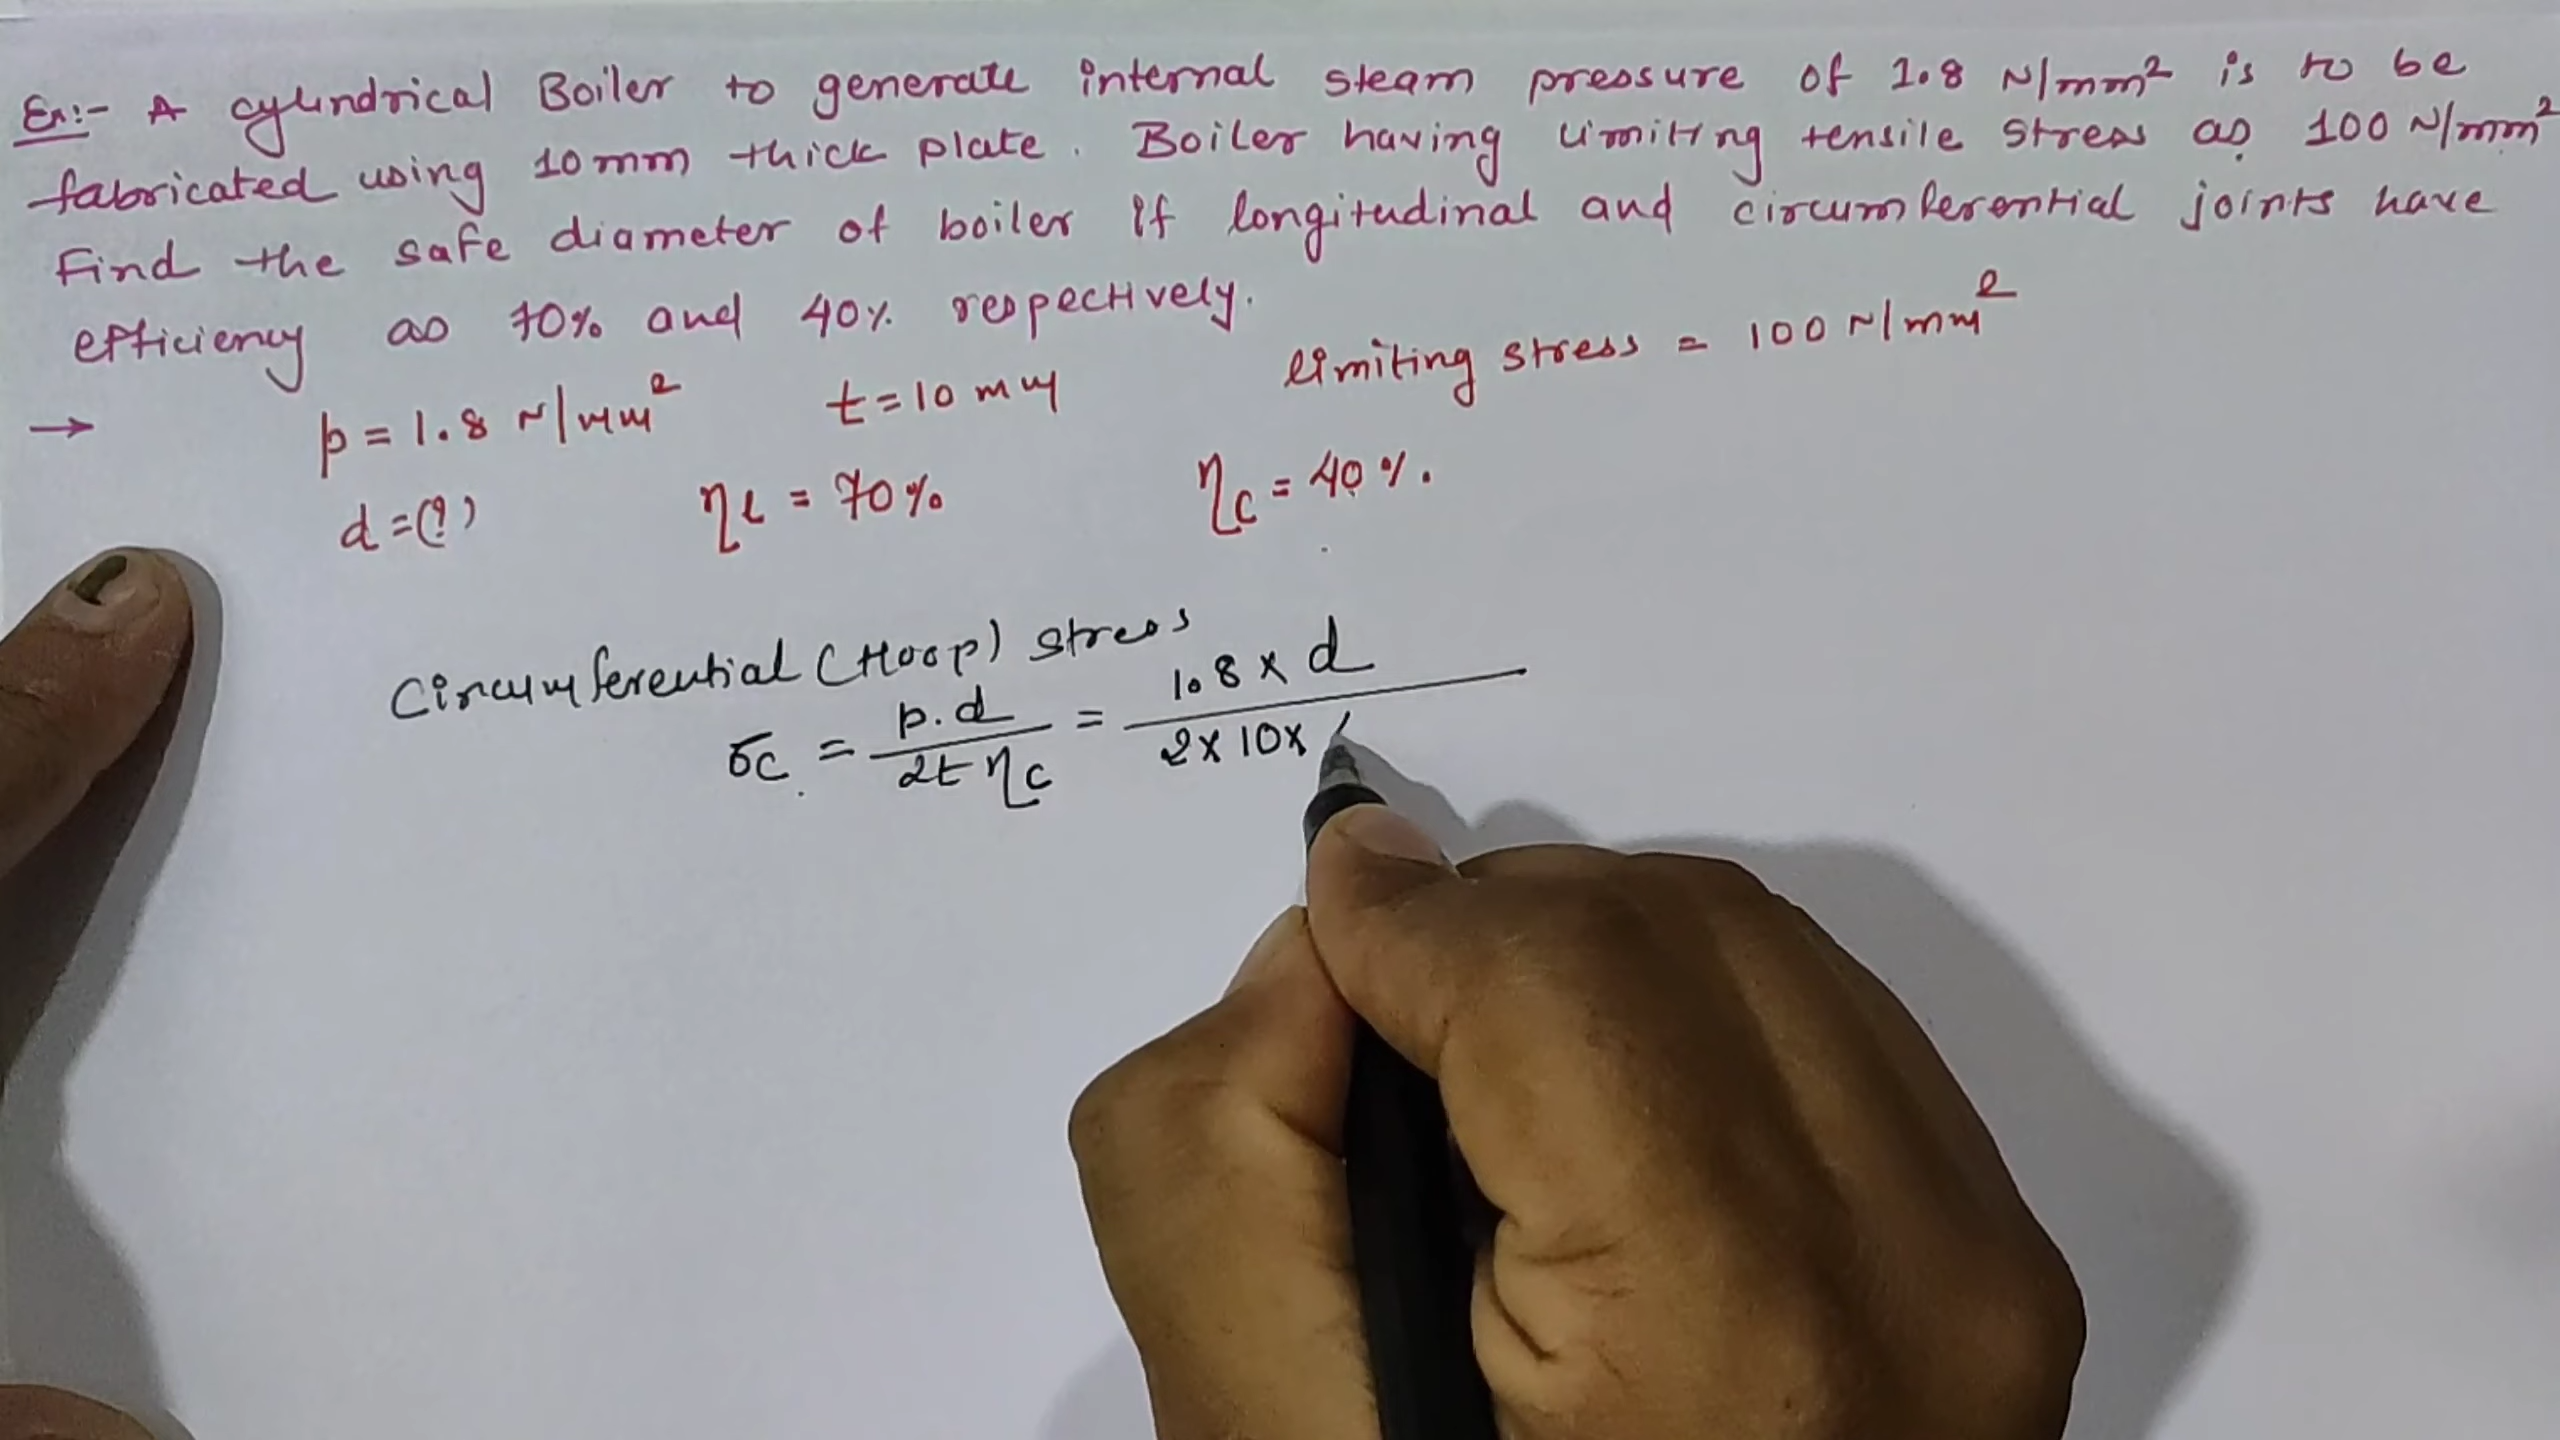 Ex:- A cylindrical Boiler to generate internal steam pressure of 1.8 N/mm² is to be
fabricated using 10mm thick plate. Boiler having limiting tensile stress as 100 N/mm²
Find the safe diameter of boiler if longitudinal and circumferential joints have
efficiency as 70% and 40% respectively.
→ p = 1.8 N/mm² t = 10 mm limiting stress = 100 N/mm²
d = (?) ηl = 70% ηc = 40%.
Circumferential (Hoop) stress
σc = p.d / 2t ηc = 1.8 × d / 2 × 10 ×